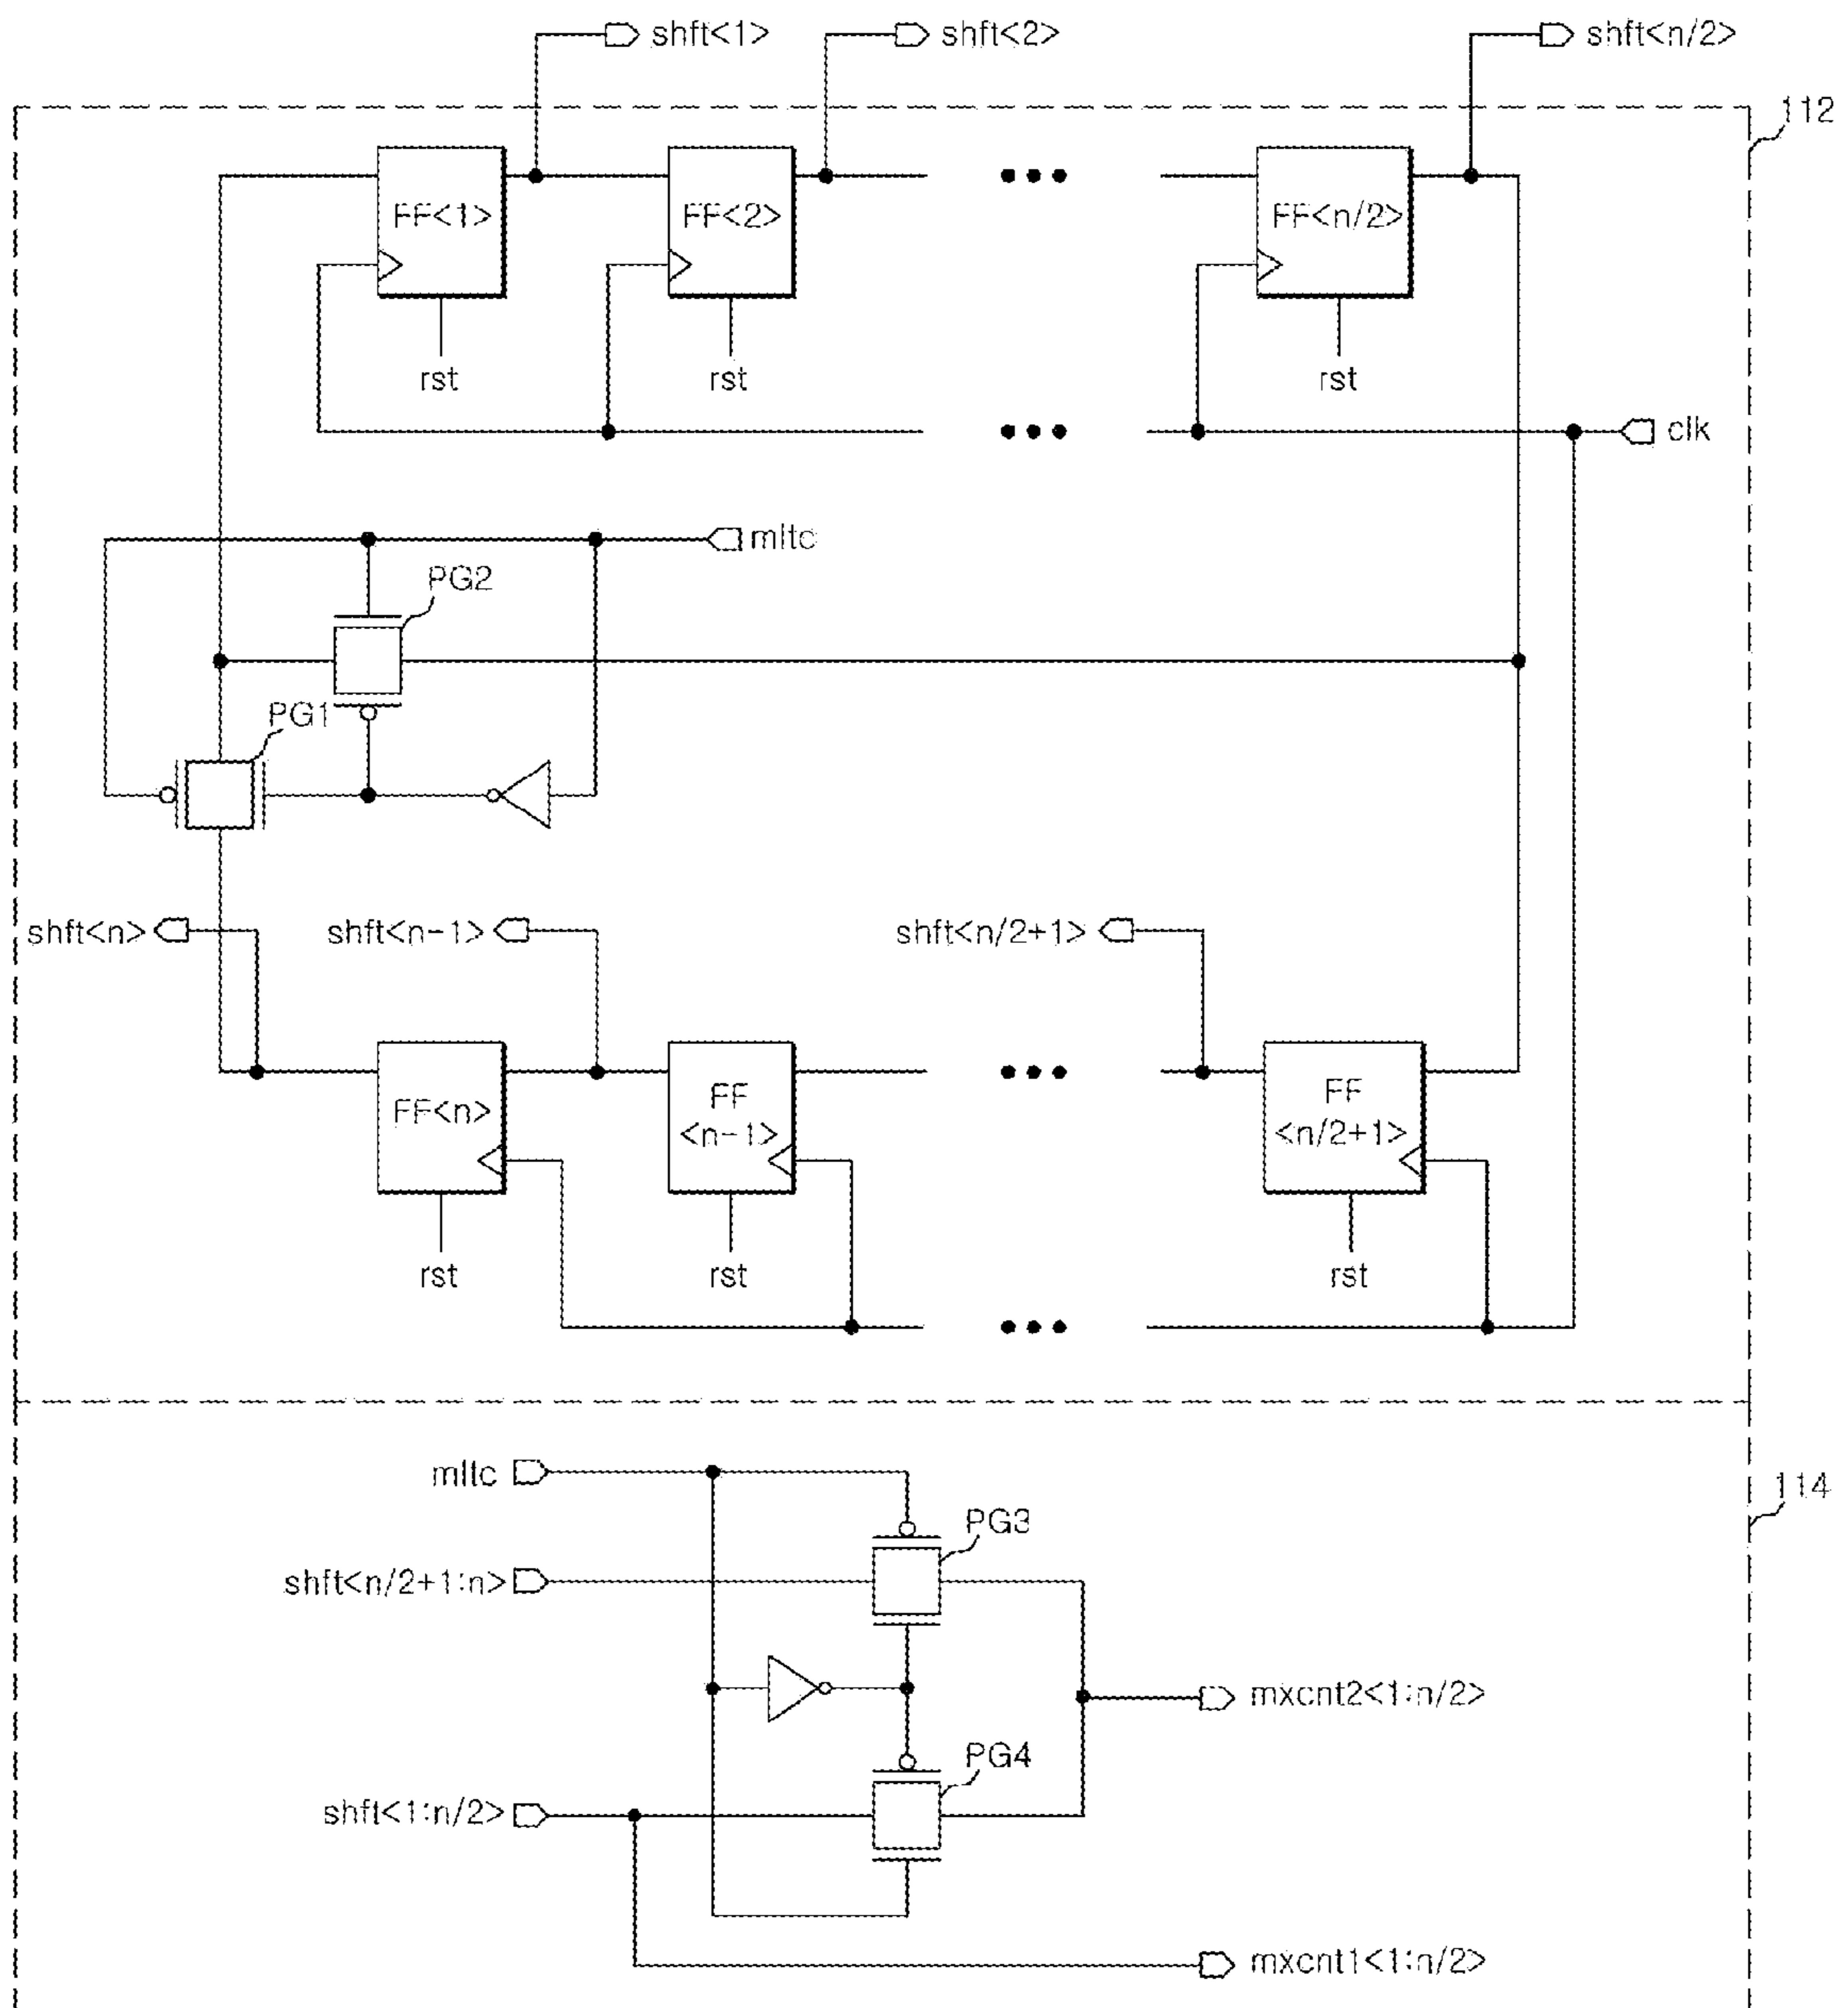 shft<1>
shft<2>
shft<n/2>
112
FF<1>
FF<2>
FF<n/2>
rst
rst
rst
clk
mltc
PG2
PG1
shft<n>
shft<n-1>
shft<n/2+1>
FF<n>
FF
<n-1>
FF
<n/2+1>
rst
rst
rst
mltc
114
PG3
shft<n/2+1:n>
mxcnt2<1:n/2>
PG4
shft<1:n/2>
mxcnt1<1:n/2>